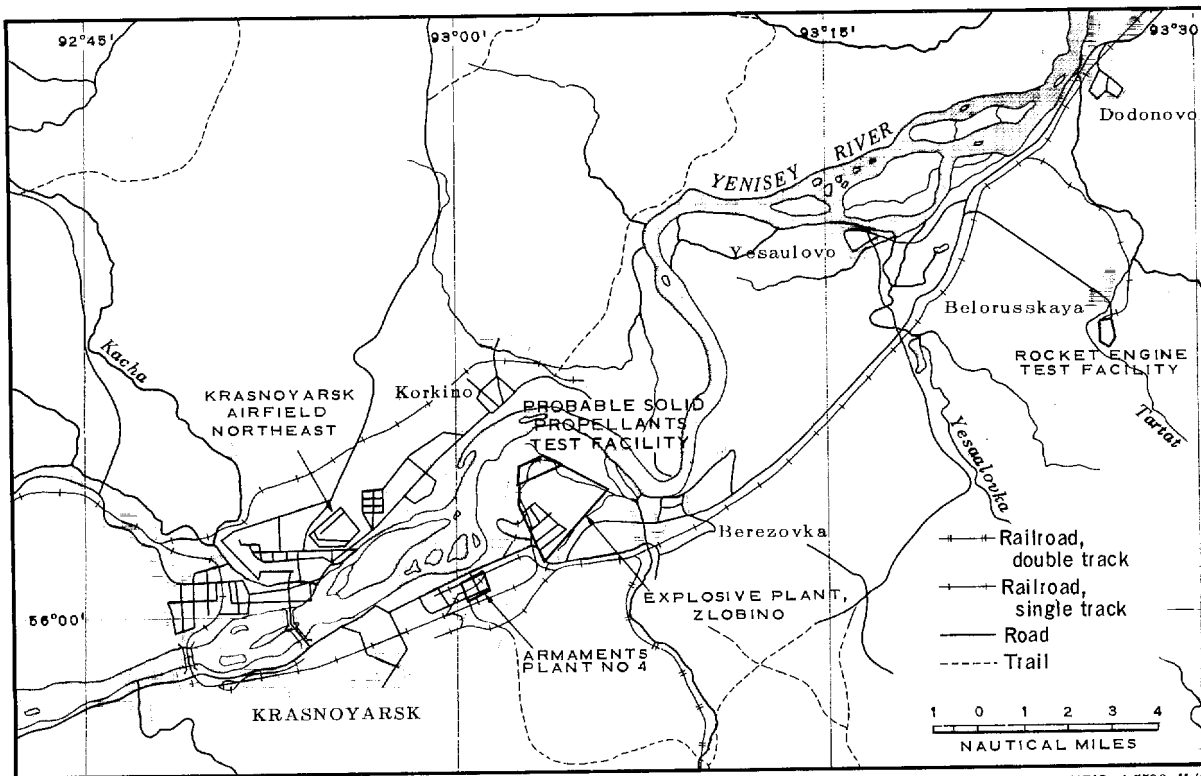 92°45'
93°00'
93°15'
93°30'
Dodonovo
YENISEY RIVER
Yesaulovo
Belorusskaya
ROCKET ENGINE
TEST FACILITY
Kacha
KRASNOYARSK
AIRFIELD
NORTHEAST
Korkino
PROBABLE SOLID
PROPELLANTS
TEST FACILITY
Tartat
Yesaalovka
Berezovka
EXPLOSIVE PLANT,
ZLOBINO
56°00'
ARMAMENTS
PLANT NO 4
KRASNOYARSK
Railroad,
double track
Railroad,
single track
Road
Trail
1 0 1 2 3 4
NAUTICAL MILES